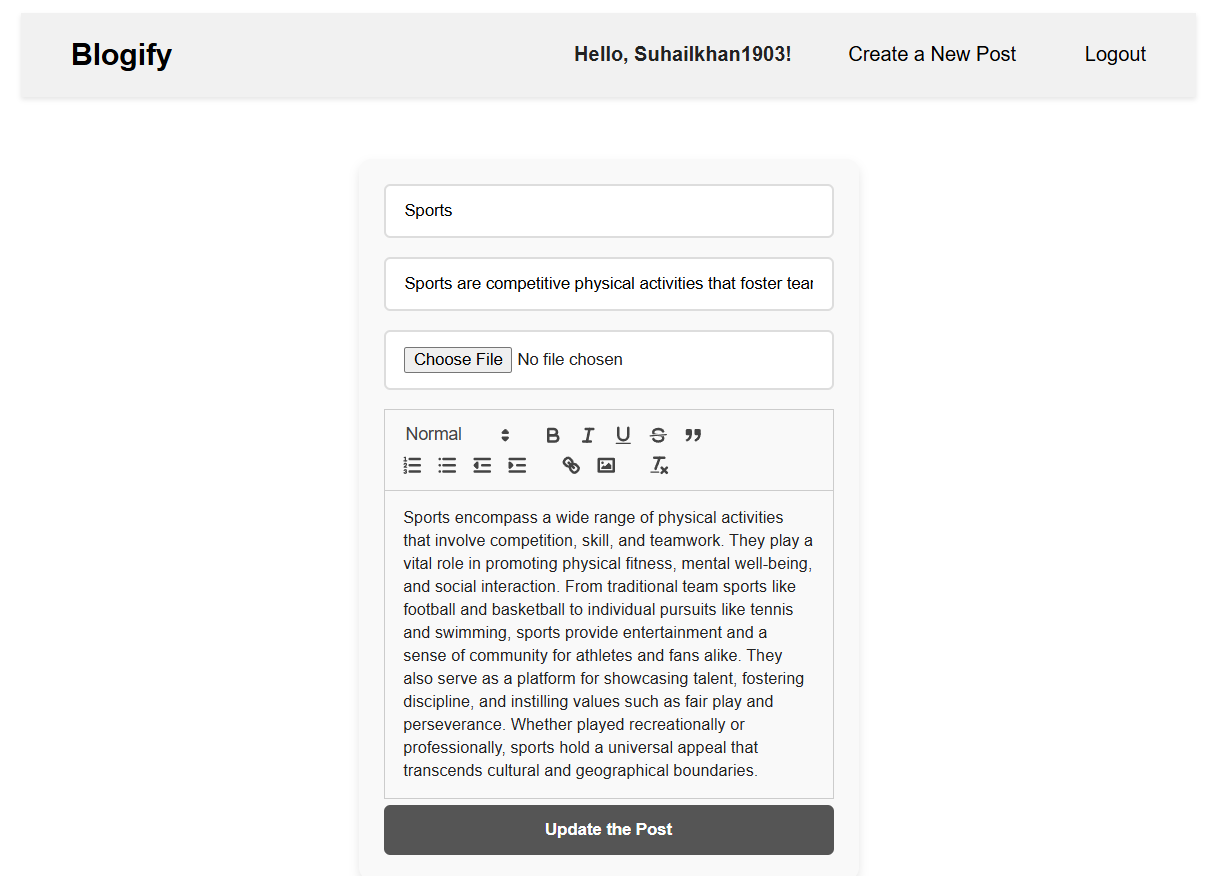 Blogify
Hello, Suhailkhan1903!
Create a New Post
Logout
Sports
Sports are competitive physical activities that foster
Choose File No file chosen
Normal
Sports encompass a wide range of physical activities
that involve competition, skill, and teamwork. They play a
vital role in promoting physical fitness, mental well-being,
and social interaction. From traditional team sports like
football and basketball to individual pursuits like tennis
and swimming, sports provide entertainment and a
sense of community for athletes and fans alike. They
also serve as a platform for showcasing talent, fostering
discipline, and instilling values such as fair play and
perseverance. Whether played recreationally or
professionally, sports hold a universal appeal that
transcends cultural and geographical boundaries.
Update the Post